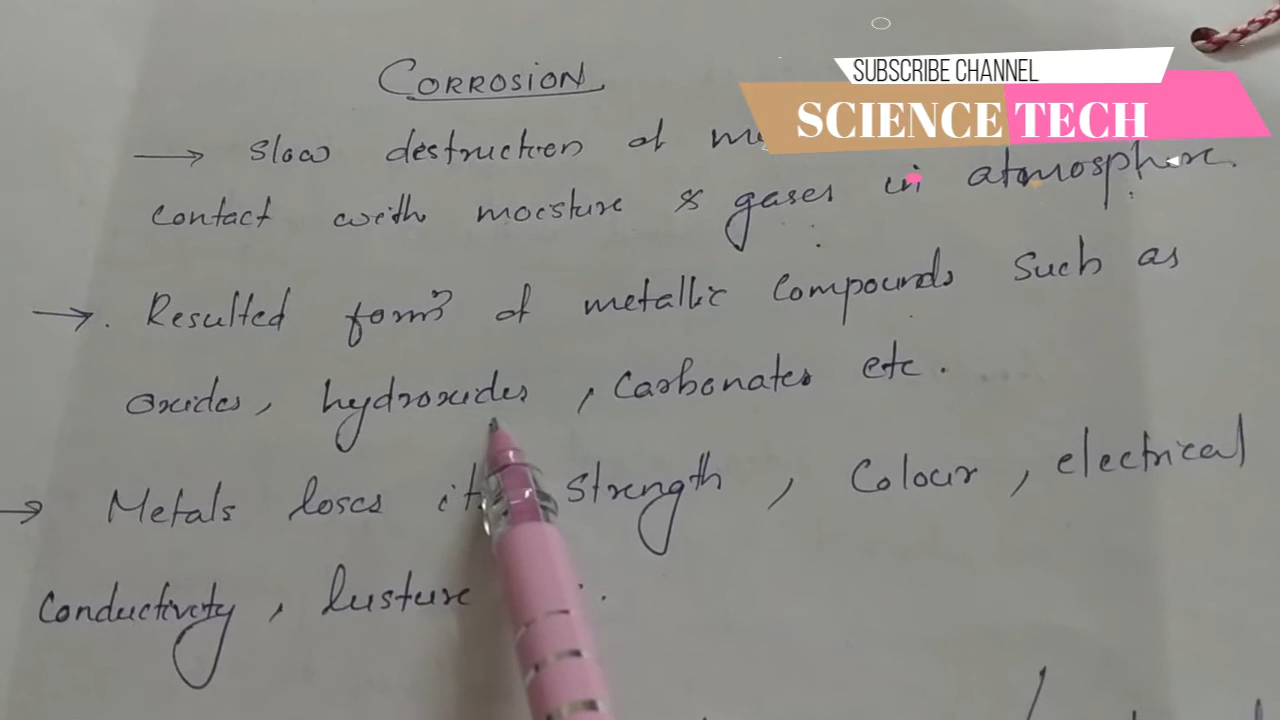 SUBSCRIBE CHANNEL
SCIENCE TECH
CORROSION
→ Slow destruction of
contact with moisture & gases in atmosphere.
→ Resulted formⁿ of metallic compounds such as
oxides, hydroxides, carbonates etc.
→ Metals loses its strength, colour, electrical
conductivity, lusture